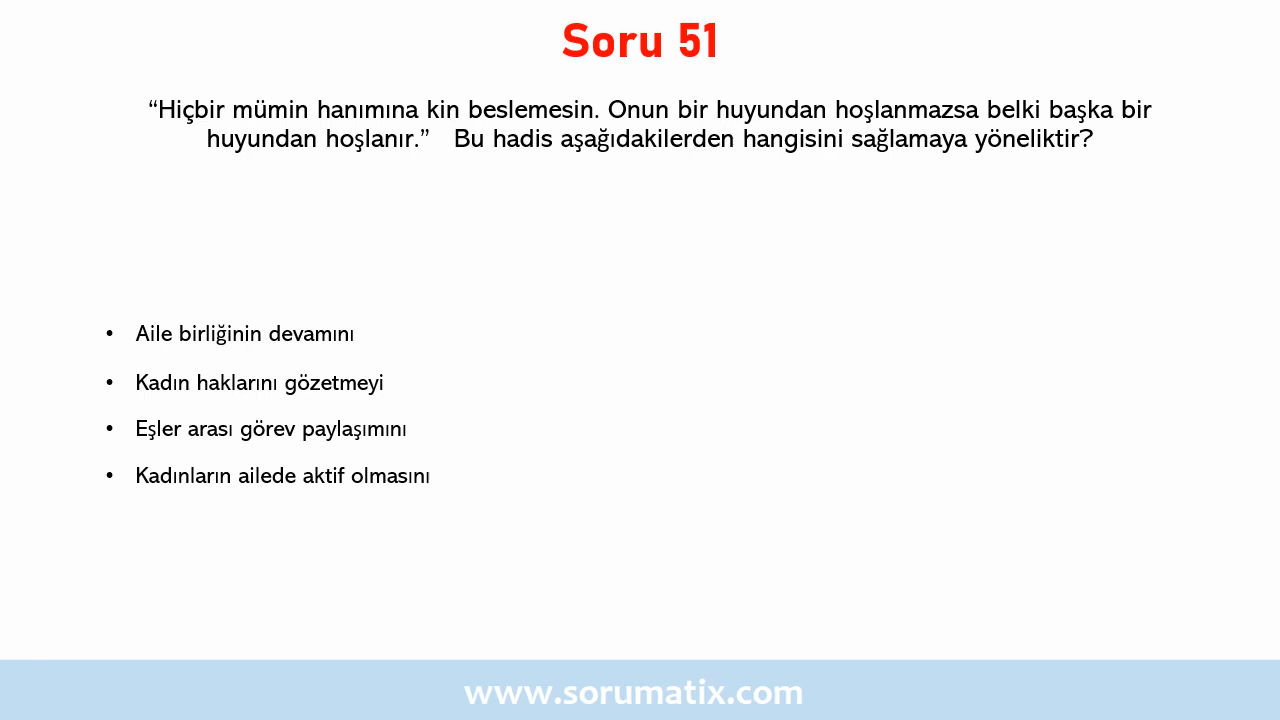 Soru 51
“Hiçbir mümin hanımına kin beslemesin. Onun bir huyundan hoşlanmazsa belki başka bir
huyundan hoşlanır.” Bu hadis aşağıdakilerden hangisini sağlamaya yöneliktir?
• Aile birliğinin devamını
• Kadın haklarını gözetmeyi
• Eşler arası görev paylaşımını
• Kadınların ailede aktif olmasını
www.sorumatix.com